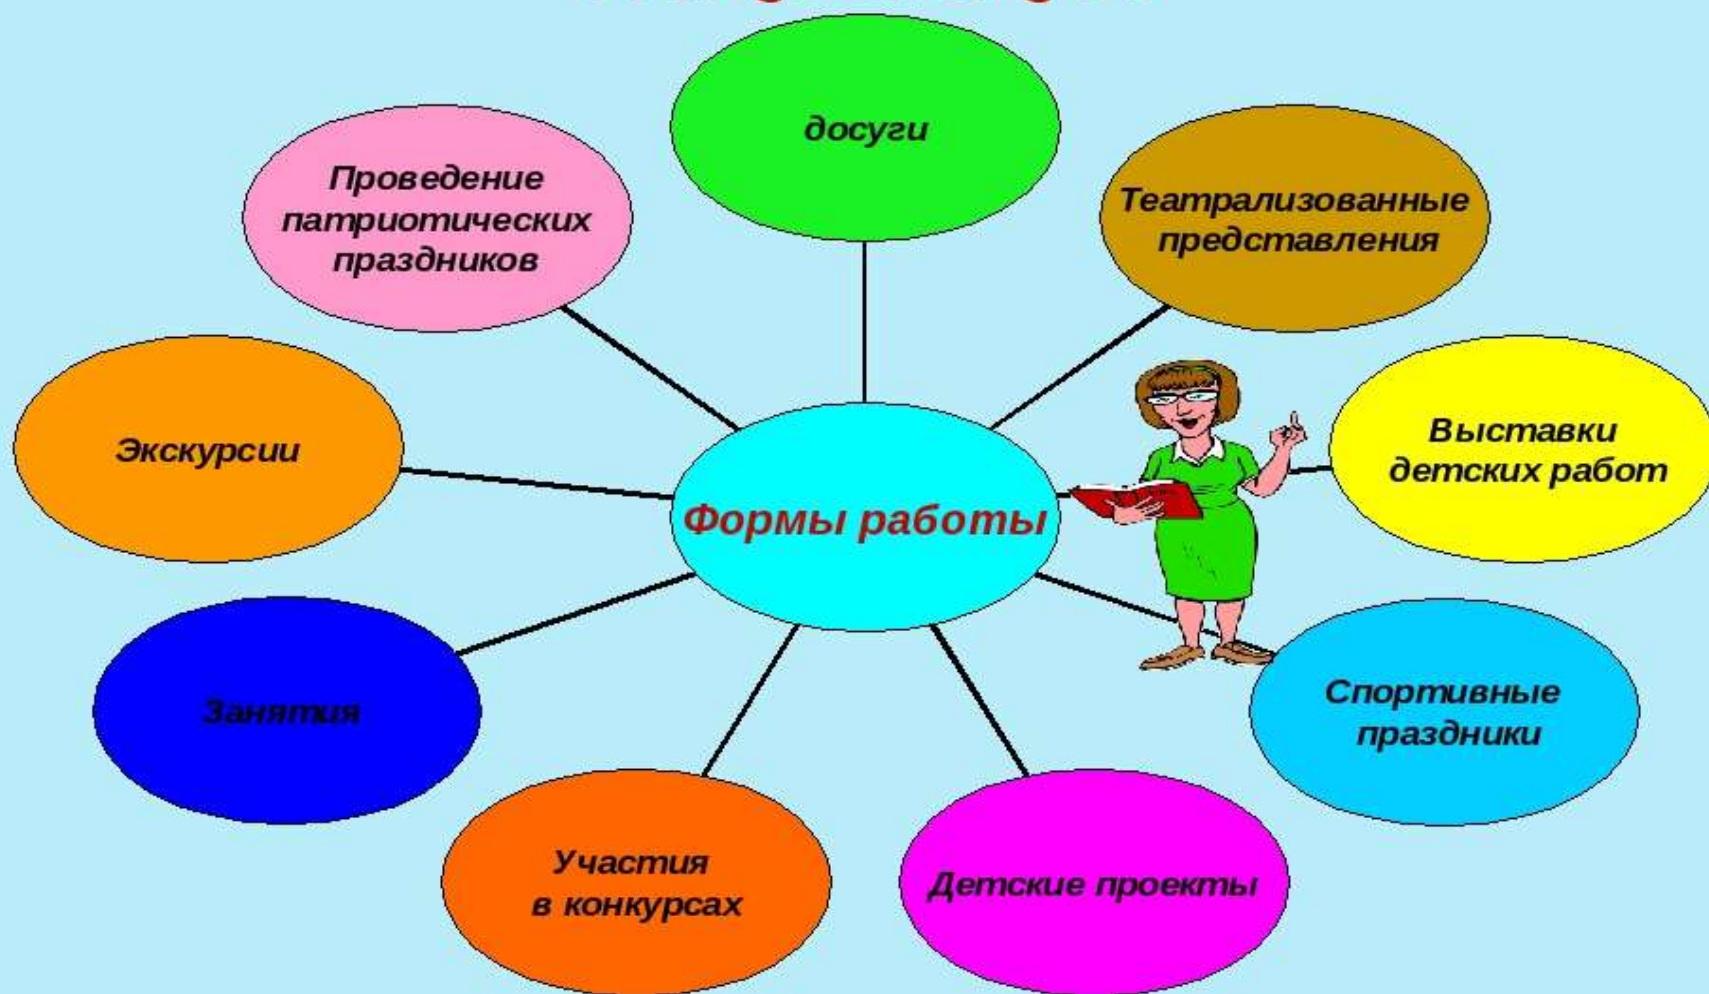 досуги
Проведение
патриотических
праздников
Театрализованные
представления
Экскурсии
Выставки
детских работ
Формы работы
Занятия
Спортивные
праздники
Участия
в конкурсах
Детские проекты